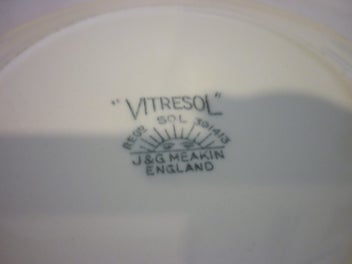 "VITRESOL"
SOL
REGD 391413
J&G MEAKIN
ENGLAND